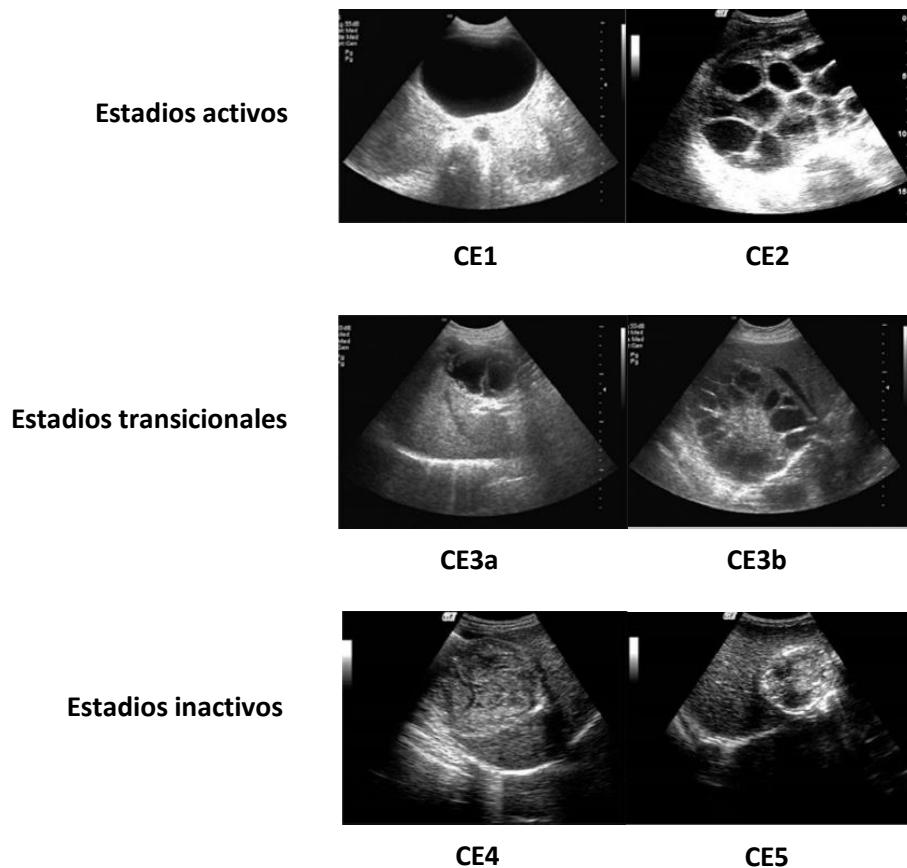 Estadios activos
CE1
CE2
Estadios transicionales
CE3a
CE3b
Estadios inactivos
CE4
CE5